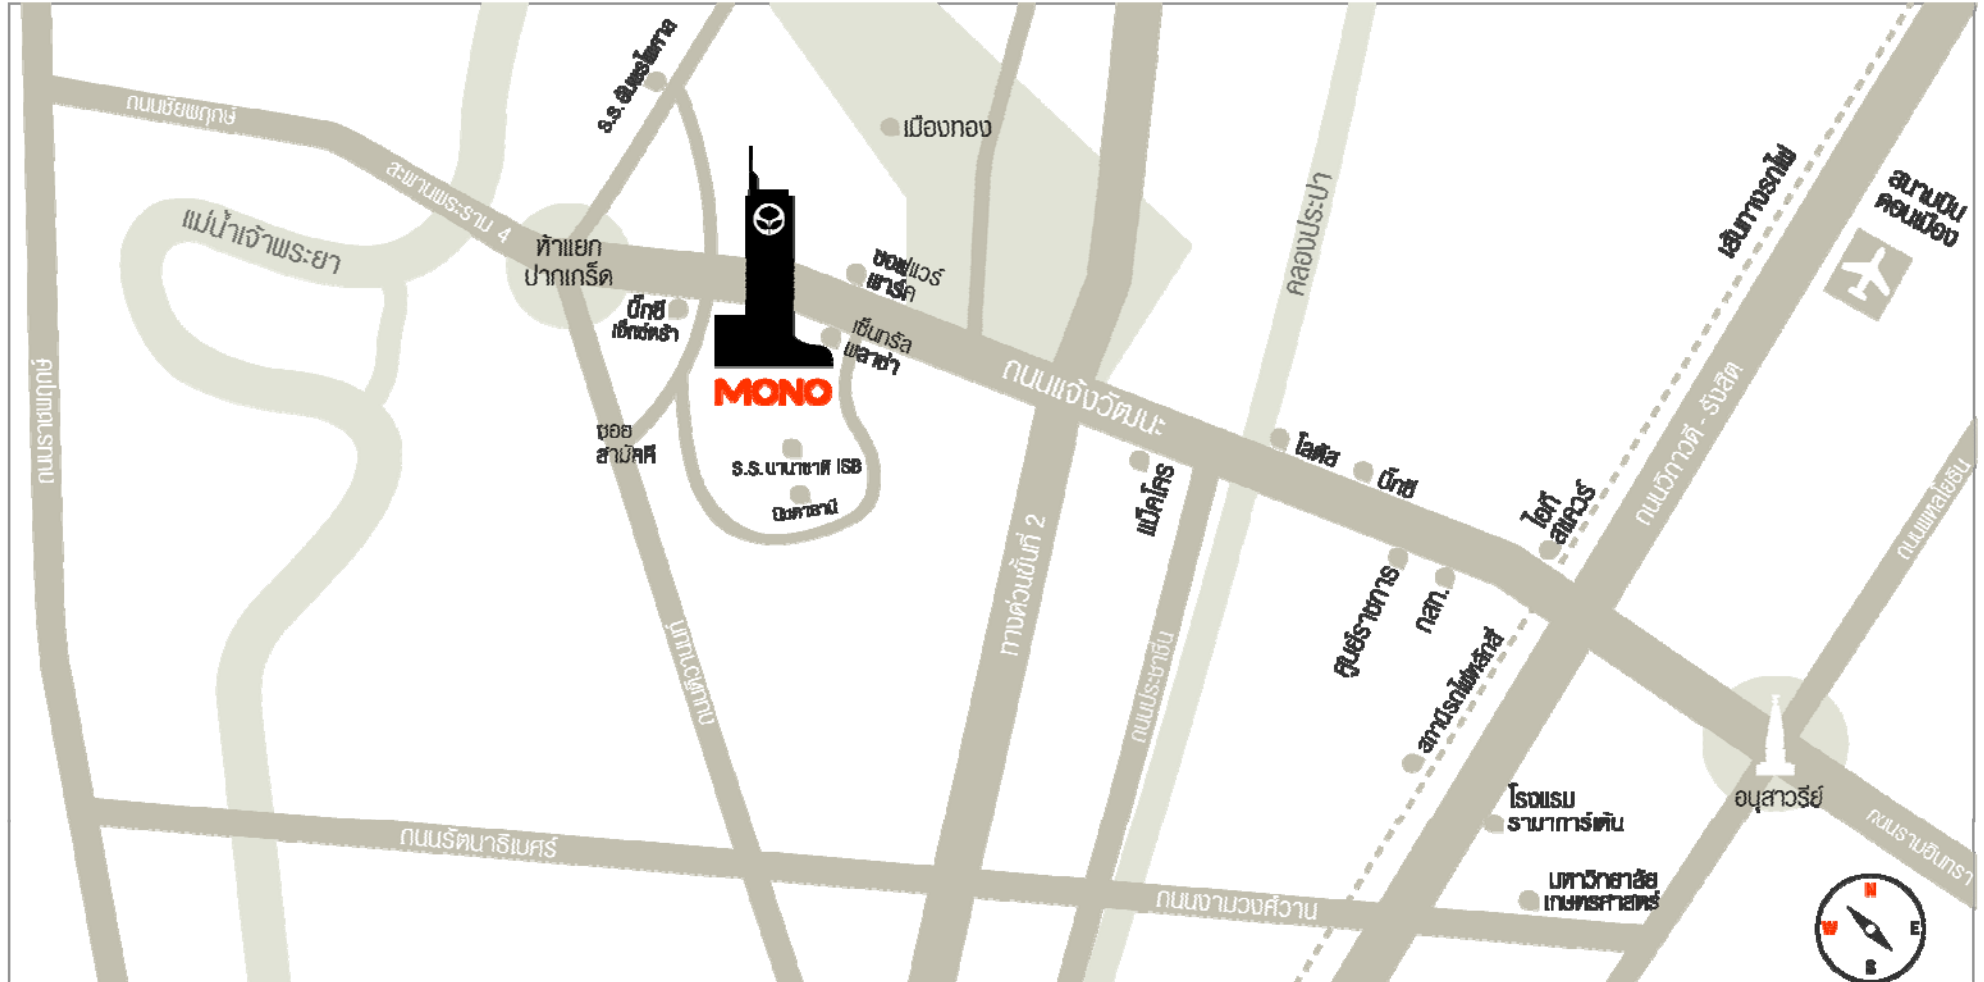 ร.ร. อัมพรไพศาล
ถนนชัยพฤกษ์
เมืองทอง
สะพานพระราม 4
แม่น้ำเจ้าพระยา
ห้าแยก
ปากเกร็ด
บิ๊กซี
เอ็กซ์ตร้า
ซอฟแวร์
พาร์ค
เซ็นทรัล
พลาซ่า
MONO
คลองประปา
เส้นทางรถไฟ
สนามบิน
ดอนเมือง
ถนนราชพฤกษ์
ถนนแจ้งวัฒนะ
ซอย
สามัคคี
ร.ร. นานาชาติ ISB
นิชดาธานี
แม็คโคร
โลตัส
บิ๊กซี
ไอที
สแควร์
ถนนวิภาวดี - รังสิต
ถนนพหลโยธิน
ทางด่วนขั้นที่ 2
ถนนติวานนท์
ถนนประชาชื่น
ศูนย์ราชการ
กสท.
สถานีรถไฟหลักสี่
โรงแรม
รามาการ์เด้น
อนุสาวรีย์
ถนนรามอินทรา
ถนนรัตนาธิเบศร์
ถนนงามวงศ์วาน
มหาวิทยาลัย
เกษตรศาสตร์
N
W
E
S